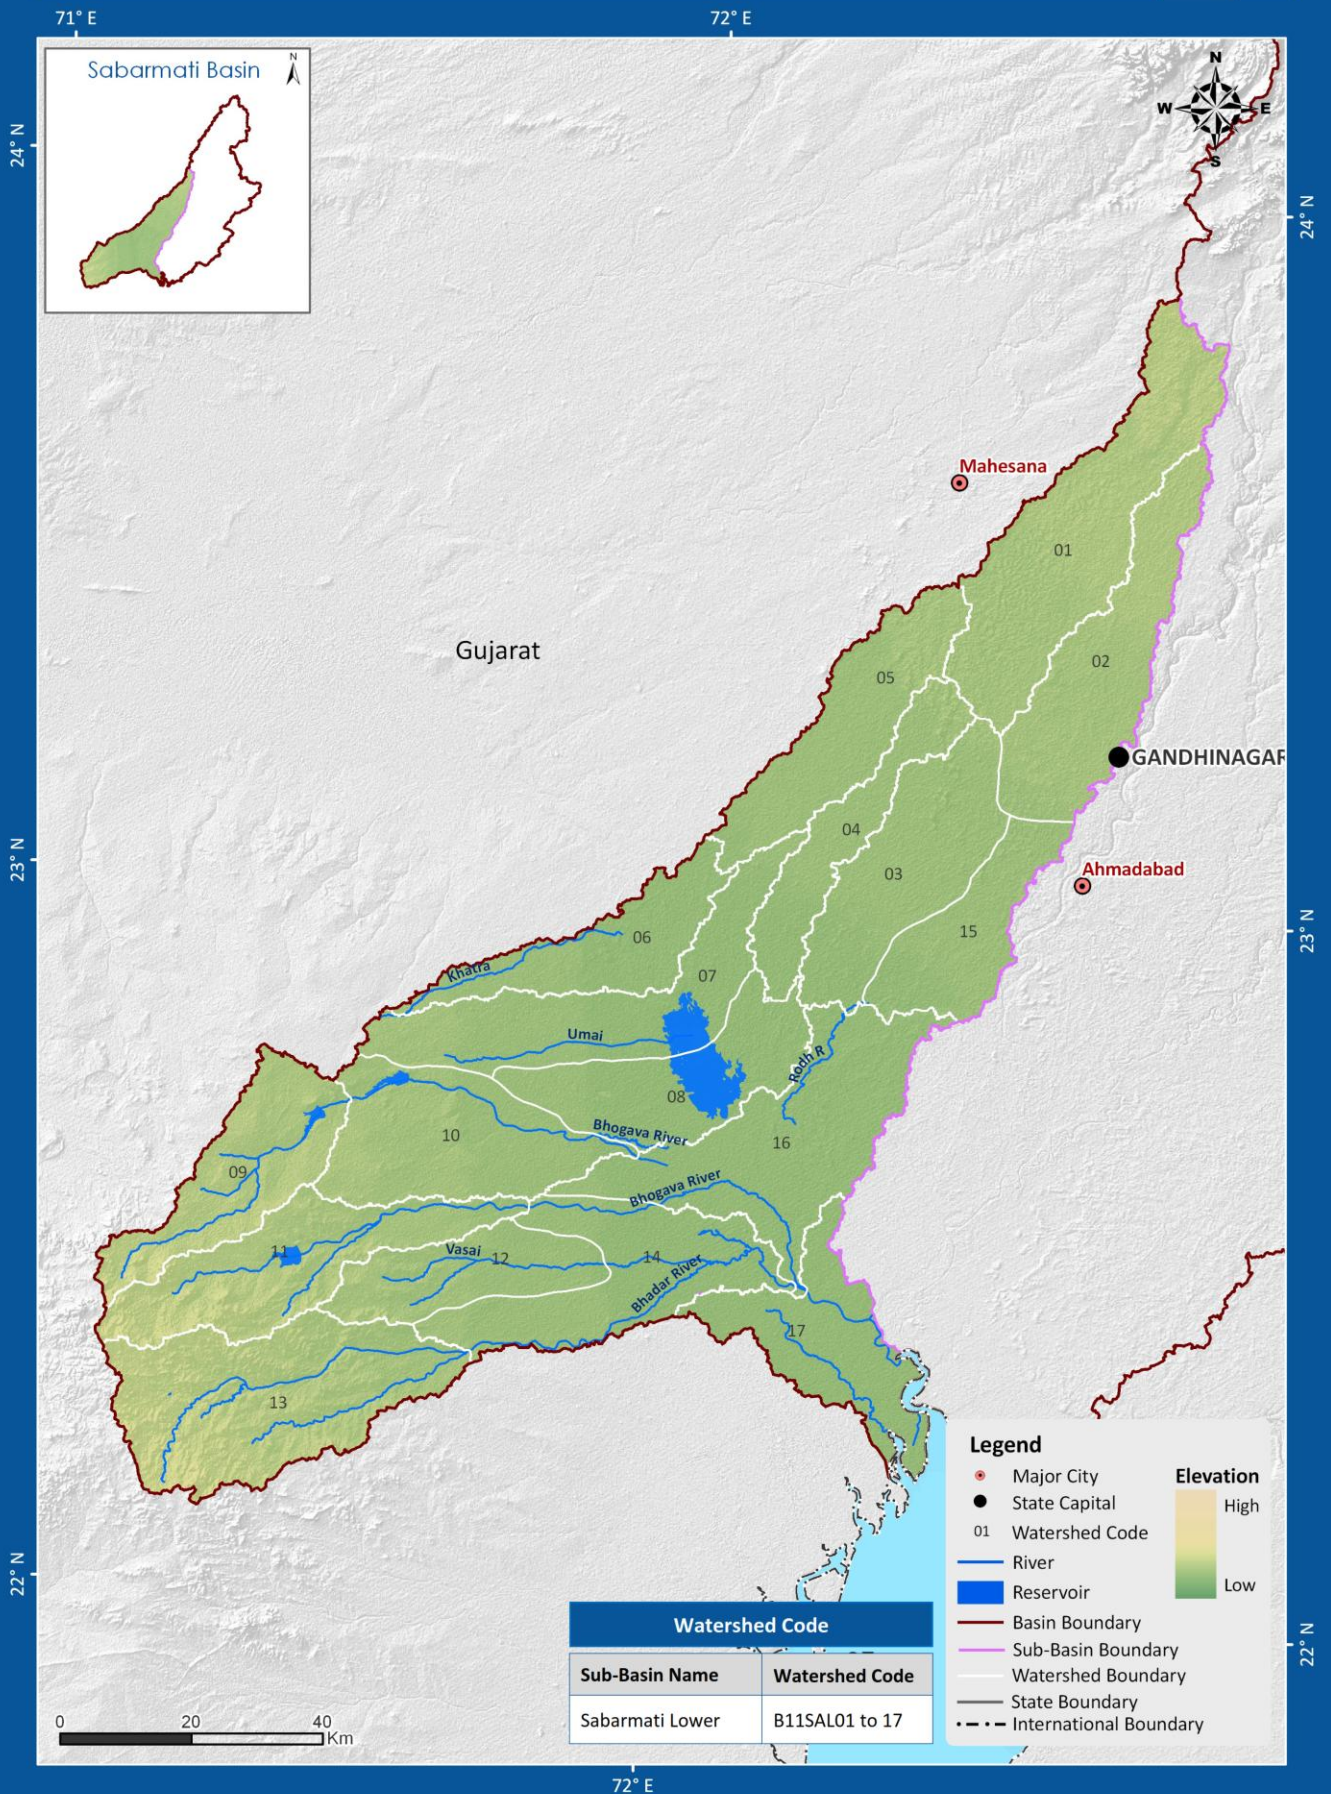 71° E
72° E
Sabarmati Basin
N
N
W
E
S
24° N
24° N
Mahesana
01
Gujarat
02
05
GANDHINAGAR
04
23° N
03
Ahmadabad
15
23° N
06
Khatra
07
Umai
Rodh R
08
10
Bhogava River
16
09
Bhogava River
11
Vasai
12
14
Bhadar River
17
13
22° N
22° N
Legend
Major City
State Capital
01 Watershed Code
River
Reservoir
Basin Boundary
Sub-Basin Boundary
Watershed Boundary
State Boundary
International Boundary
Elevation
High
Low
Watershed Code
Sub-Basin Name Watershed Code
Sabarmati Lower B11SAL01 to 17
0 20 40
Km
72° E